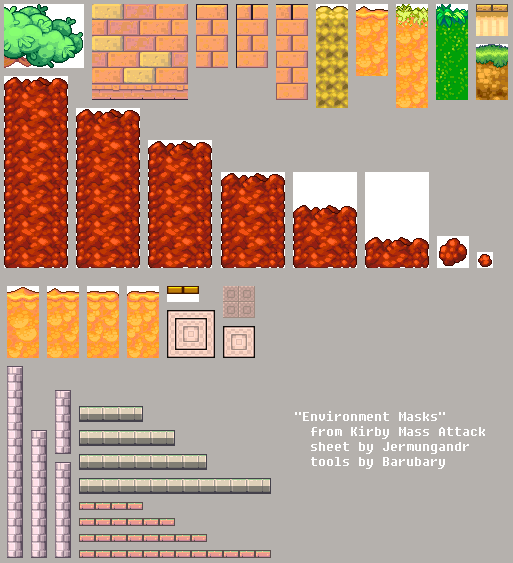 "Environment Masks"
from Kirby Mass Attack
sheet by Jermungandr
tools by Barubary